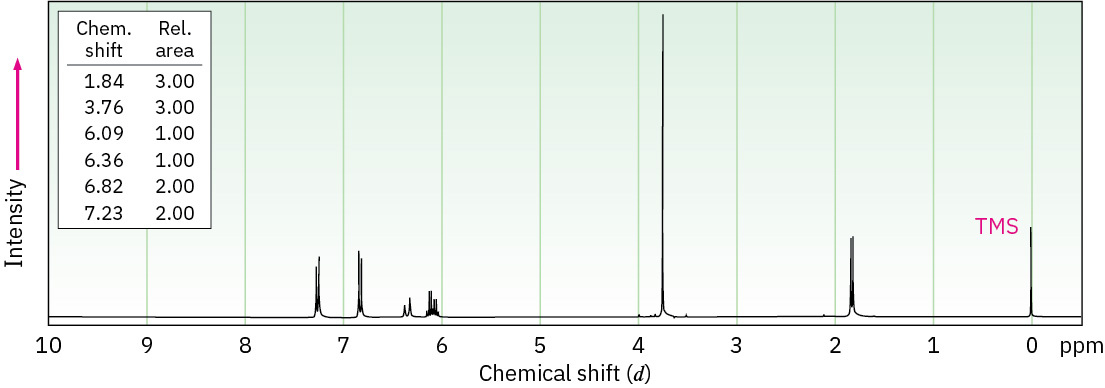 Chem. shift Rel. area
1.84 3.00
3.76 3.00
6.09 1.00
6.36 1.00
6.82 2.00
7.23 2.00
Intensity
TMS
10 9 8 7 6 5 4 3 2 1 0 ppm
Chemical shift (d)